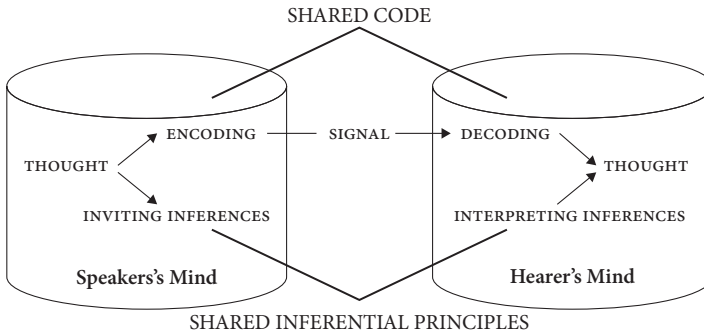 SHARED CODE
ENCODING SIGNAL DECODING
THOUGHT THOUGHT
INVITING INFERENCES INTERPRETING INFERENCES
Speakers's Mind Hearer's Mind
SHARED INFERENTIAL PRINCIPLES